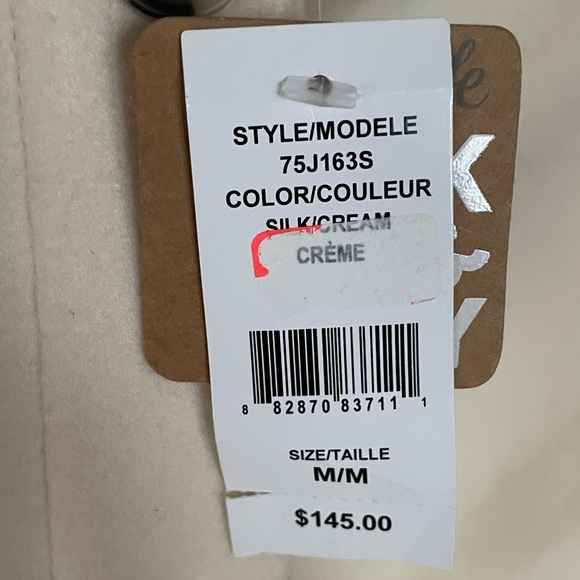 STYLE/MODELE
75J163S
COLOR/COULEUR
SILK/CREAM
CRÈME
8 82870 83711 1
SIZE/TAILLE
M/M
$145.00